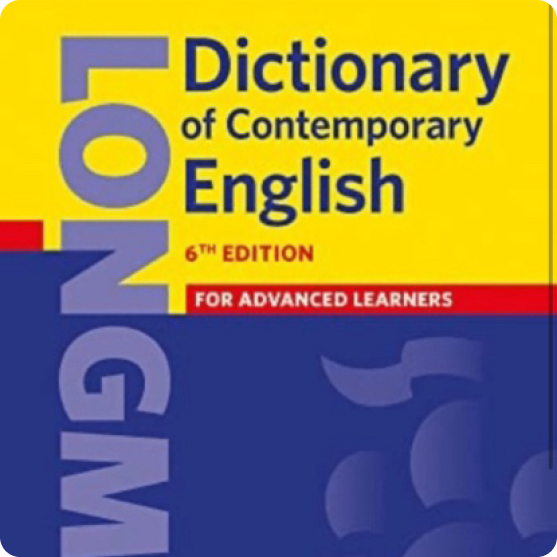 LONGM
Dictionary
of Contemporary
English
6TH EDITION
FOR ADVANCED LEARNERS